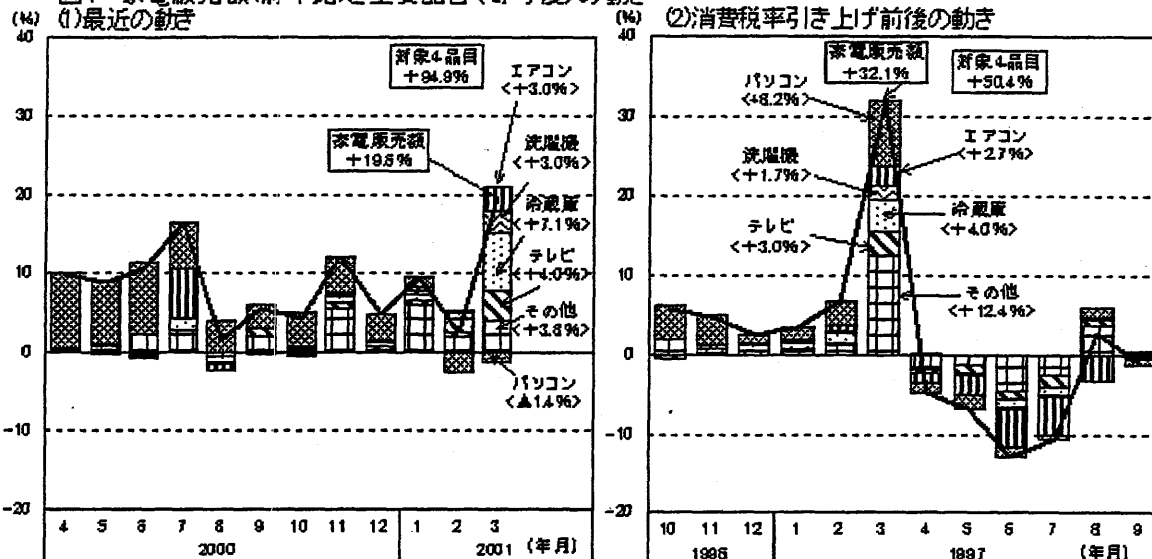 (1)最近の動き
(%)
40
30
20
10
0
-10
-20
対象4品目
+94.9%
エアコン
<+3.0%>
家電販売額
+19.5%
洗濯機
<+3.0%>
冷蔵庫
<+7.1%>
テレビ
<+4.0%>
その他
<+3.8%>
パソコン
<▲1.4%>
4 5 6 7 8 9 10 11 12 1 2 3
2000 2001 (年月)
(2)消費税率引き上げ前後の動き
(%)
40
30
20
10
0
-10
-20
家電販売額
+32.1%
対象4品目
+50.4%
パソコン
<+8.2%>
エアコン
<+2.7%>
洗濯機
<+1.7%>
冷蔵庫
<+4.0%>
テレビ
<+3.0%>
その他
<+12.4%>
10 11 12 1 2 3 4 5 6 7 8 9
1996 1997 (年月)